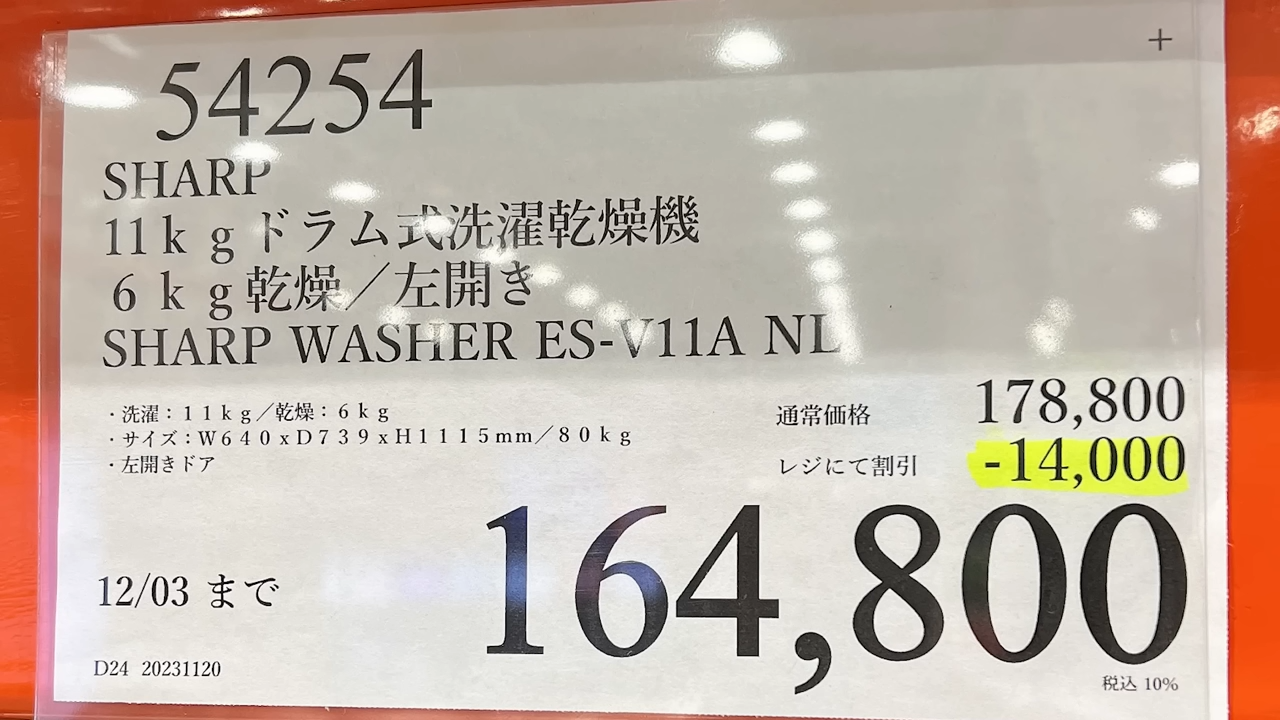 +
54254
SHARP
11kgドラム式洗濯乾燥機
6kg乾燥/左開き
SHARP WASHER ES-V11A NL
・洗濯:11kg/乾燥:6kg
・サイズ:W640xD739xH1115mm/80kg
・左開きドア
通常価格 178,800
レジにて割引 -14,000
164,800
12/03 まで
D24 20231120
税込 10%